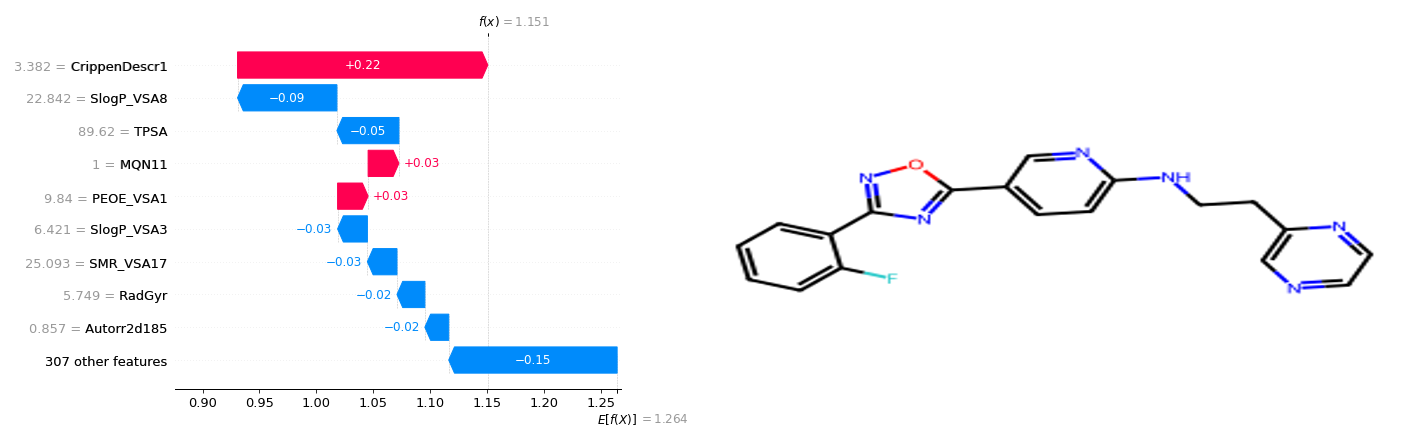 f(x) = 1.151
3.382 = CrippenDescr1
+0.22
22.842 = SlogP_VSA8
−0.09
89.62 = TPSA
−0.05
1 = MQN11
+0.03
9.84 = PEOE_VSA1
+0.03
6.421 = SlogP_VSA3
−0.03
25.093 = SMR_VSA17
−0.03
5.749 = RadGyr
−0.02
0.857 = Autorr2d185
−0.02
307 other features
−0.15
0.90 0.95 1.00 1.05 1.10 1.15 1.20 1.25
E[f(X)] = 1.264
N
O
N
N
NH
F
N
N